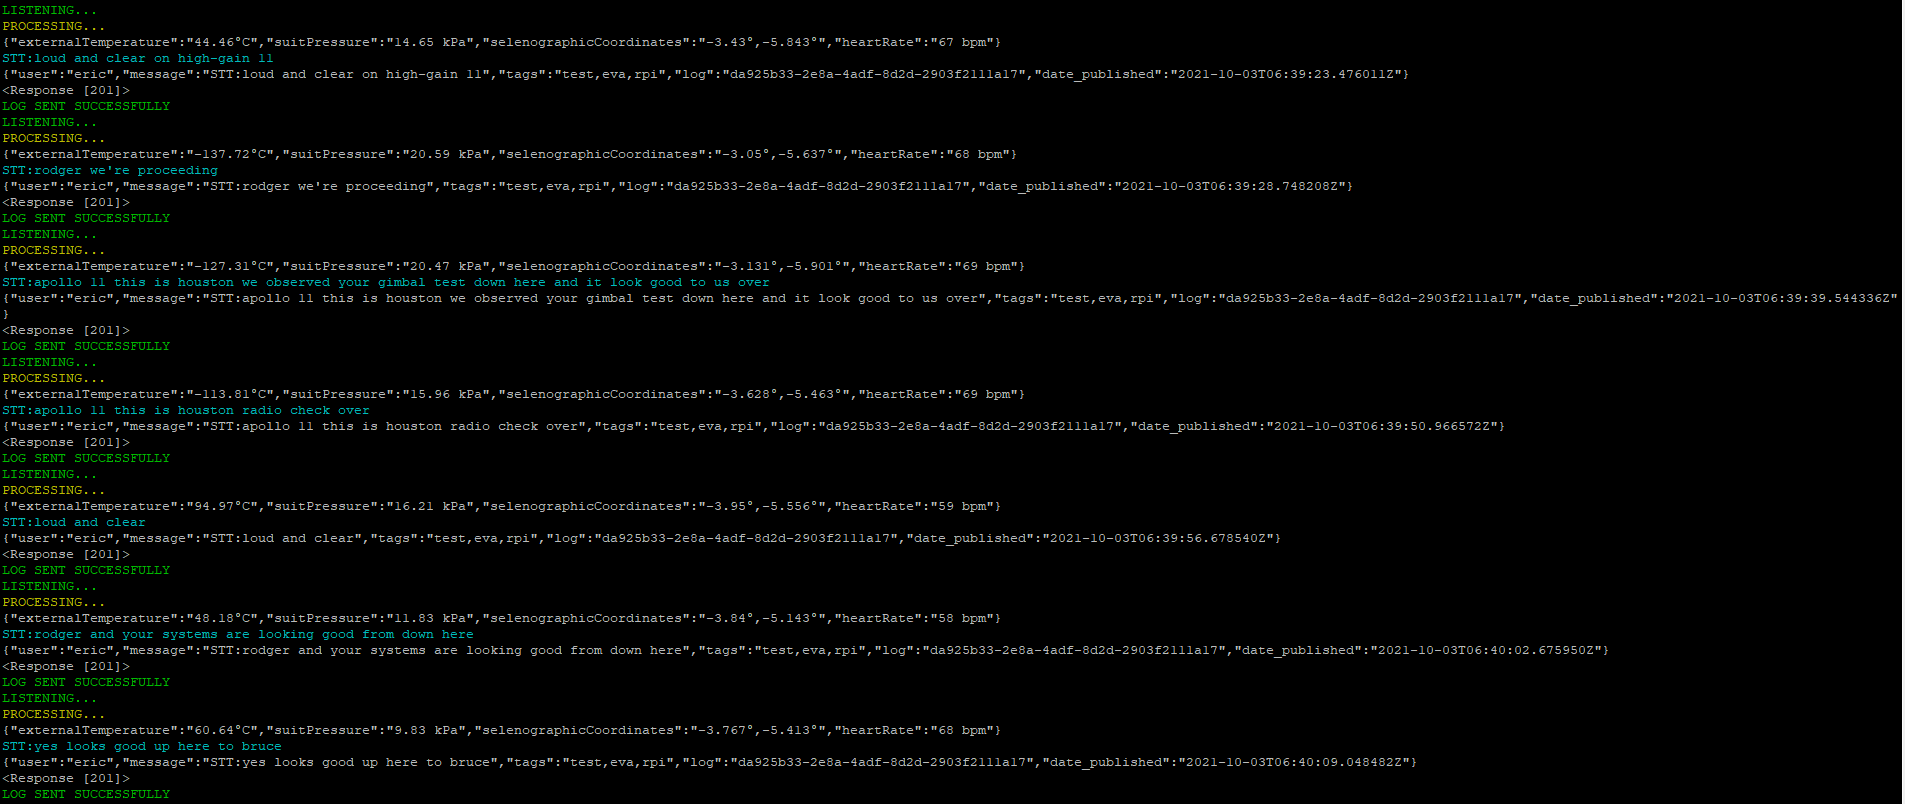 LISTENING...
PROCESSING...
{"externalTemperature":"44.46°C","suitPressure":"14.65 kPa","selenographicCoordinates":"-3.43°,-5.843°","heartRate":"67 bpm"}
STT:loud and clear on high-gain 11
{"user":"eric","message":"STT:loud and clear on high-gain 11","tags":"test,eva,rpi","log":"da925b33-2e8a-4adf-8d2d-2903f2111a17","date_published":"2021-10-03T06:39:23.476011Z"}
<Response [201]>
LOG SENT SUCCESSFULLY
LISTENING...
PROCESSING...
{"externalTemperature":"-137.72°C","suitPressure":"20.59 kPa","selenographicCoordinates":"-3.05°,-5.637°","heartRate":"68 bpm"}
STT:rodger we're proceeding
{"user":"eric","message":"STT:rodger we're proceeding","tags":"test,eva,rpi","log":"da925b33-2e8a-4adf-8d2d-2903f2111a17","date_published":"2021-10-03T06:39:28.748208Z"}
<Response [201]>
LOG SENT SUCCESSFULLY
LISTENING...
PROCESSING...
{"externalTemperature":"-127.31°C","suitPressure":"20.47 kPa","selenographicCoordinates":"-3.131°,-5.901°","heartRate":"69 bpm"}
STT:apollo 11 this is houston we observed your gimbal test down here and it look good to us over
{"user":"eric","message":"STT:apollo 11 this is houston we observed your gimbal test down here and it look good to us over","tags":"test,eva,rpi","log":"da925b33-2e8a-4adf-8d2d-2903f2111a17","date_published":"2021-10-03T06:39:39.544336Z"
}
<Response [201]>
LOG SENT SUCCESSFULLY
LISTENING...
PROCESSING...
{"externalTemperature":"-113.81°C","suitPressure":"15.96 kPa","selenographicCoordinates":"-3.628°,-5.463°","heartRate":"69 bpm"}
STT:apollo 11 this is houston radio check over
{"user":"eric","message":"STT:apollo 11 this is houston radio check over","tags":"test,eva,rpi","log":"da925b33-2e8a-4adf-8d2d-2903f2111a17","date_published":"2021-10-03T06:39:50.966572Z"}
<Response [201]>
LOG SENT SUCCESSFULLY
LISTENING...
PROCESSING...
{"externalTemperature":"94.97°C","suitPressure":"16.21 kPa","selenographicCoordinates":"-3.95°,-5.556°","heartRate":"59 bpm"}
STT:loud and clear
{"user":"eric","message":"STT:loud and clear","tags":"test,eva,rpi","log":"da925b33-2e8a-4adf-8d2d-2903f2111a17","date_published":"2021-10-03T06:39:56.678540Z"}
<Response [201]>
LOG SENT SUCCESSFULLY
LISTENING...
PROCESSING...
{"externalTemperature":"48.18°C","suitPressure":"11.83 kPa","selenographicCoordinates":"-3.84°,-5.143°","heartRate":"58 bpm"}
STT:rodger and your systems are looking good from down here
{"user":"eric","message":"STT:rodger and your systems are looking good from down here","tags":"test,eva,rpi","log":"da925b33-2e8a-4adf-8d2d-2903f2111a17","date_published":"2021-10-03T06:40:02.675950Z"}
<Response [201]>
LOG SENT SUCCESSFULLY
LISTENING...
PROCESSING...
{"externalTemperature":"60.64°C","suitPressure":"9.83 kPa","selenographicCoordinates":"-3.767°,-5.413°","heartRate":"68 bpm"}
STT:yes looks good up here to bruce
{"user":"eric","message":"STT:yes looks good up here to bruce","tags":"test,eva,rpi","log":"da925b33-2e8a-4adf-8d2d-2903f2111a17","date_published":"2021-10-03T06:40:09.048482Z"}
<Response [201]>
LOG SENT SUCCESSFULLY